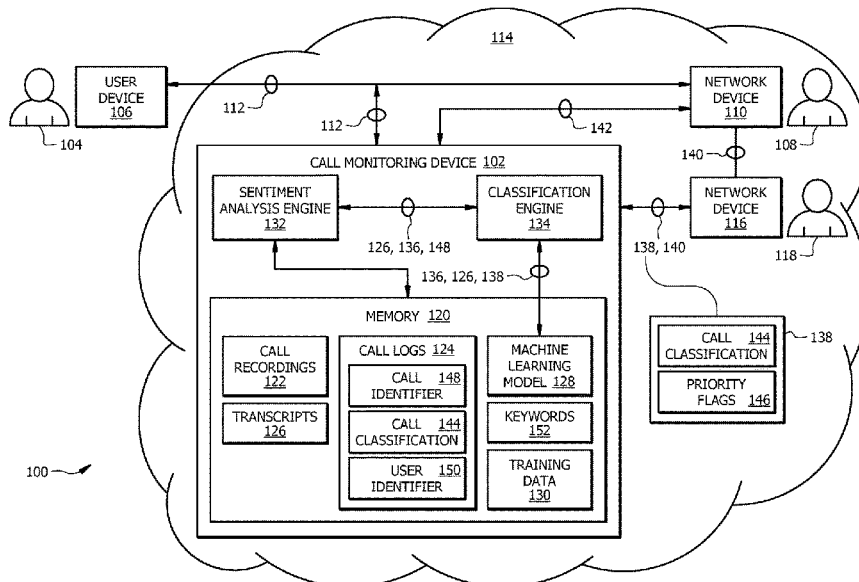 114
USER
DEVICE
106
104
112
112
142
NETWORK
DEVICE
110
108
140
CALL MONITORING DEVICE 102
SENTIMENT
ANALYSIS ENGINE
132
CLASSIFICATION
ENGINE
134
126, 136, 148
NETWORK
DEVICE
116
118
138, 140
136, 126, 138
MEMORY 120
CALL
RECORDINGS
122
TRANSCRIPTS
126
CALL LOGS 124
CALL 148
IDENTIFIER
CALL 144
CLASSIFICATION
USER 150
IDENTIFIER
MACHINE
LEARNING
MODEL 128
KEYWORDS
152
TRAINING
DATA
130
CALL 144
CLASSIFICATION
PRIORITY
FLAGS 146
138
100